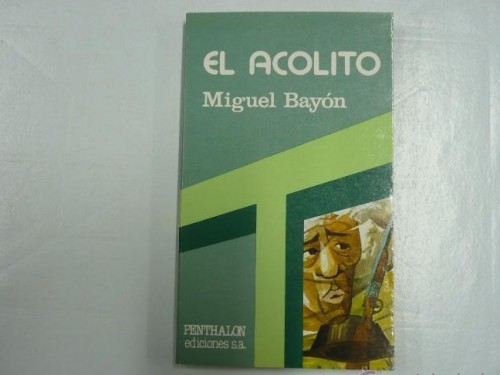 EL ACOLITO
Miguel Bayón
PENTHALON
ediciones s.a.